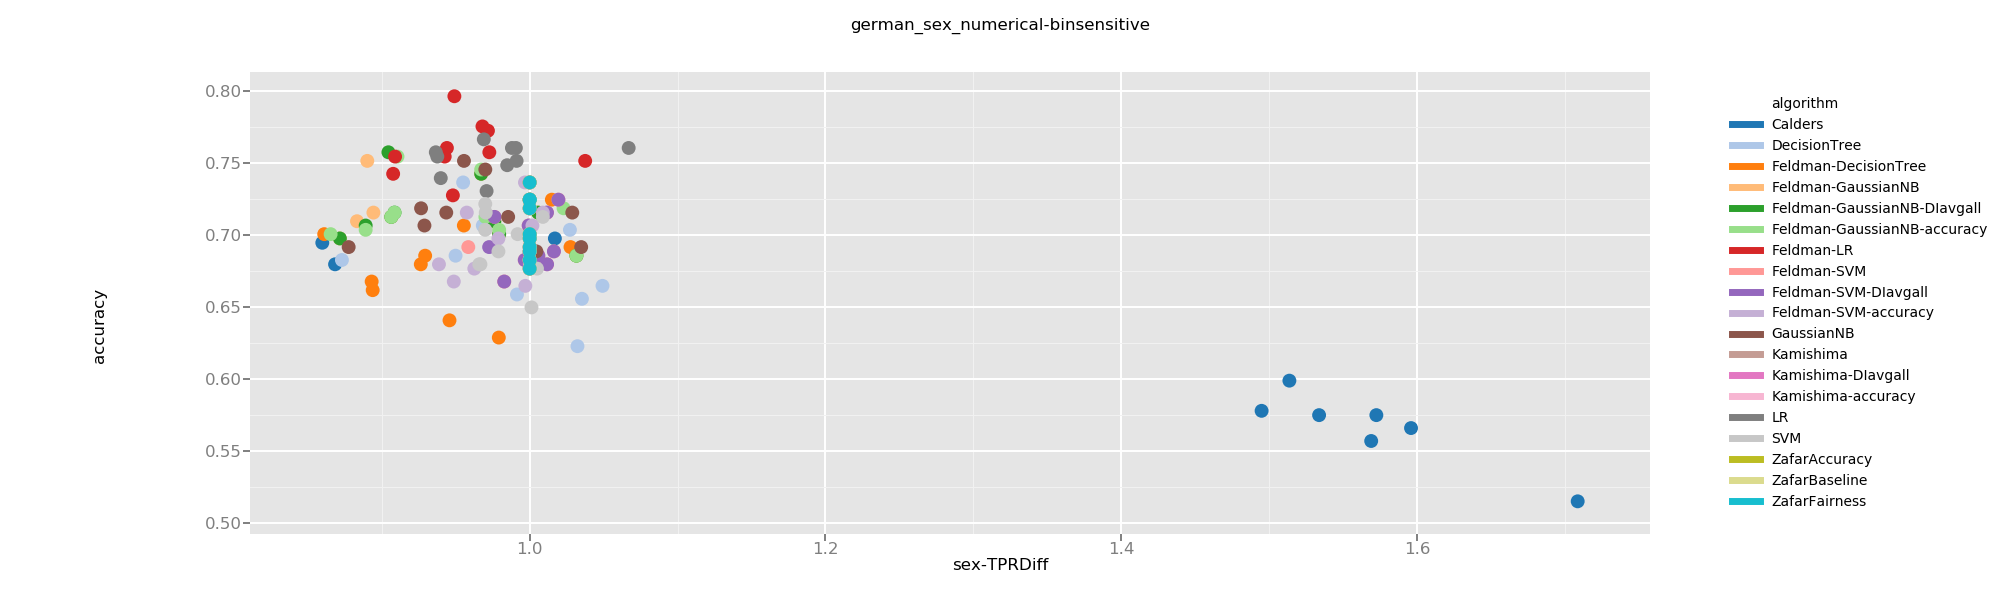 german_sex_numerical-binsensitive
0.80
0.75
0.70
0.65
0.60
0.55
0.50
accuracy
1.0 1.2 1.4 1.6
sex-TPRDiff
algorithm
Calders
DecisionTree
Feldman-DecisionTree
Feldman-GaussianNB
Feldman-GaussianNB-DIavgall
Feldman-GaussianNB-accuracy
Feldman-LR
Feldman-SVM
Feldman-SVM-DIavgall
Feldman-SVM-accuracy
GaussianNB
Kamishima
Kamishima-DIavgall
Kamishima-accuracy
LR
SVM
ZafarAccuracy
ZafarBaseline
ZafarFairness